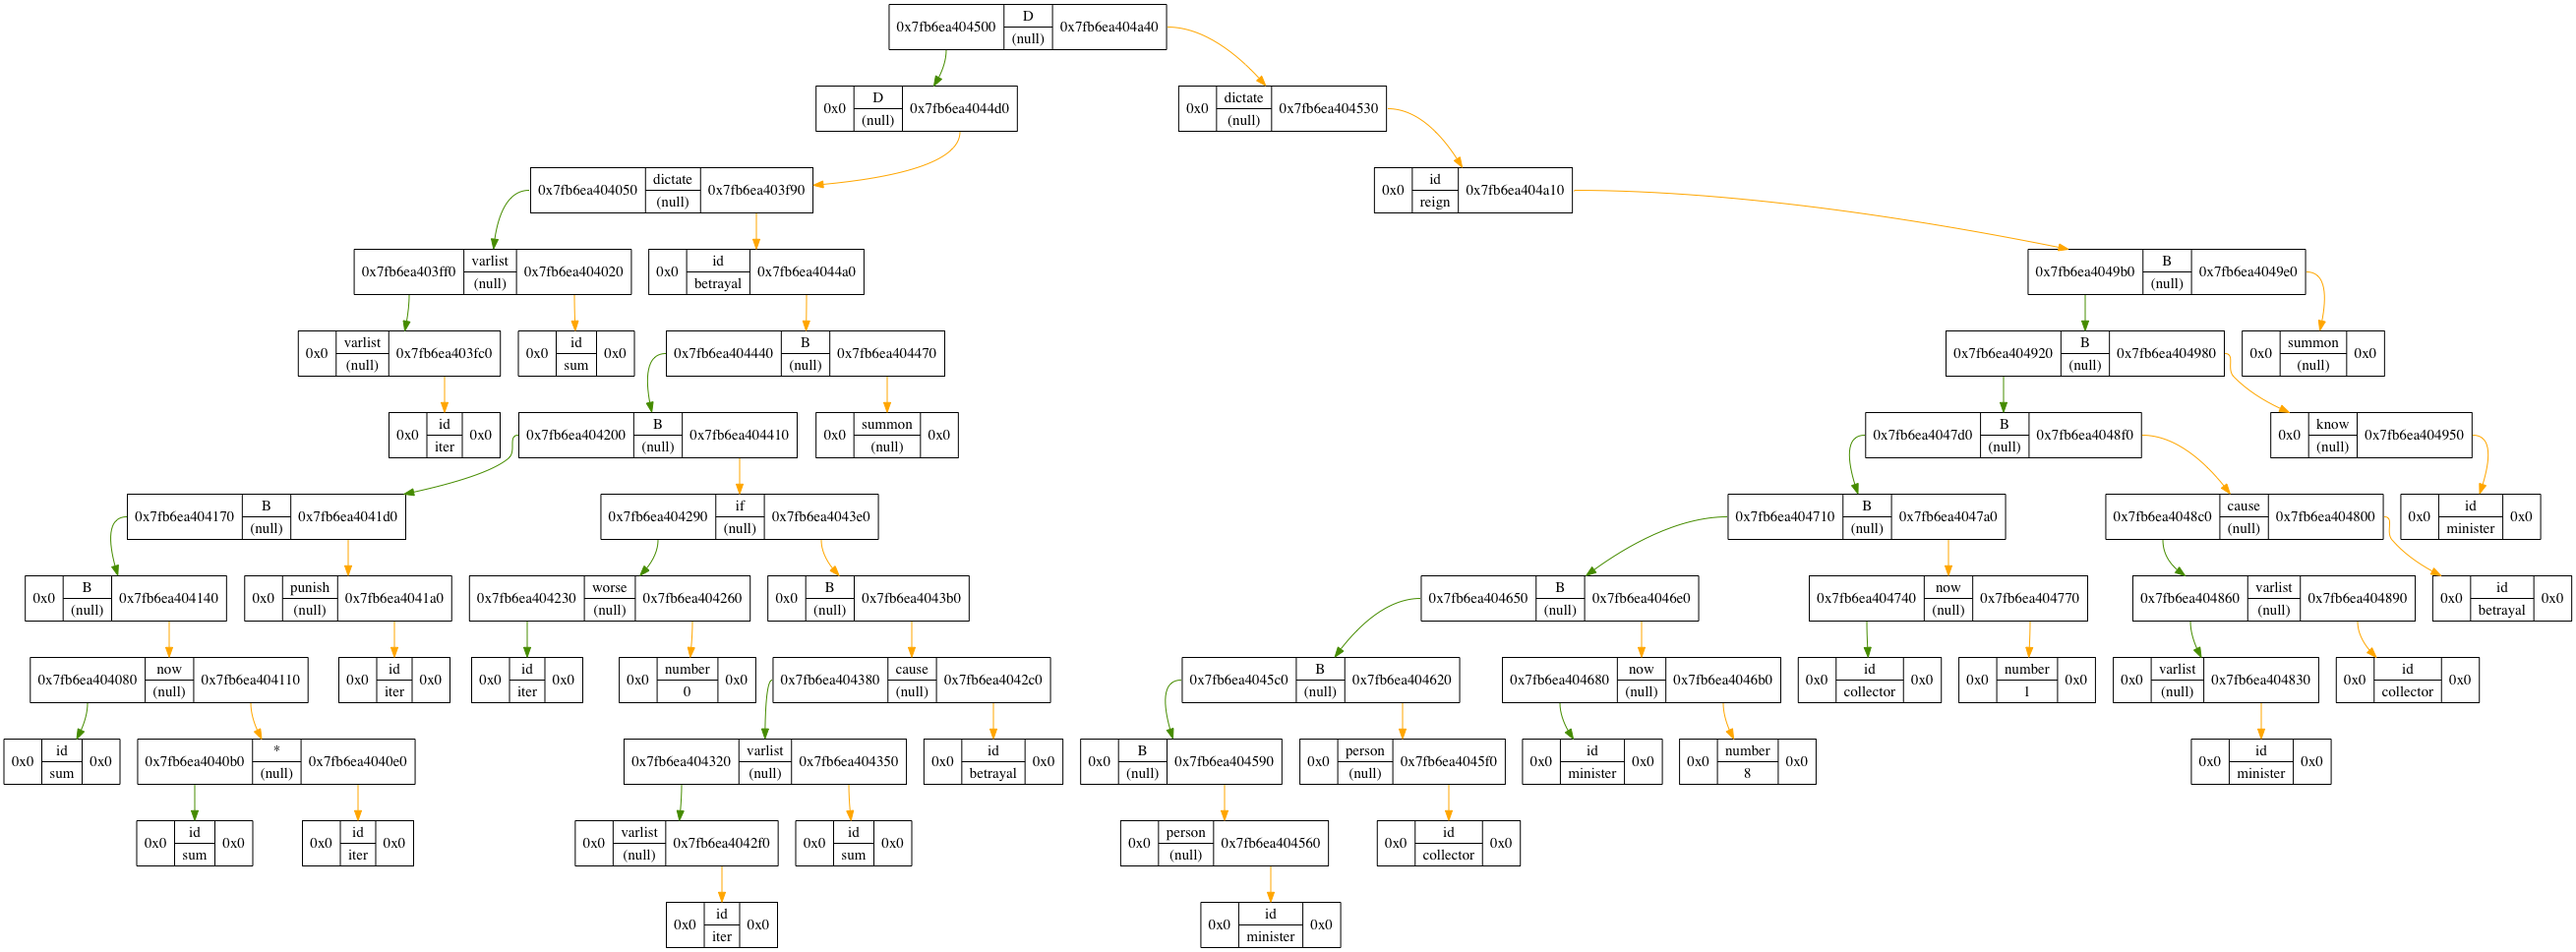 0x7fb6ea404500 D (null) 0x7fb6ea404a40
0x0 D (null) 0x7fb6ea4044d0
0x0 dictate (null) 0x7fb6ea404530
0x7fb6ea404050 dictate (null) 0x7fb6ea403f90
0x0 id reign 0x7fb6ea404a10
0x7fb6ea403ff0 varlist (null) 0x7fb6ea404020
0x0 id betrayal 0x7fb6ea4044a0
0x7fb6ea4049b0 B (null) 0x7fb6ea4049e0
0x0 varlist (null) 0x7fb6ea403fc0
0x0 id sum 0x0
0x7fb6ea404440 B (null) 0x7fb6ea404470
0x7fb6ea404920 B (null) 0x7fb6ea404980
0x0 summon (null) 0x0
0x0 id iter 0x0
0x7fb6ea404200 B (null) 0x7fb6ea404410
0x0 summon (null) 0x0
0x7fb6ea4047d0 B (null) 0x7fb6ea4048f0
0x0 know (null) 0x7fb6ea404950
0x7fb6ea404170 B (null) 0x7fb6ea4041d0
0x7fb6ea404290 if (null) 0x7fb6ea4043e0
0x7fb6ea404710 B (null) 0x7fb6ea4047a0
0x7fb6ea4048c0 cause (null) 0x7fb6ea404800
0x0 id minister 0x0
0x0 B (null) 0x7fb6ea404140
0x0 punish (null) 0x7fb6ea4041a0
0x7fb6ea404230 worse (null) 0x7fb6ea404260
0x0 B (null) 0x7fb6ea4043b0
0x7fb6ea404650 B (null) 0x7fb6ea4046e0
0x7fb6ea404740 now (null) 0x7fb6ea404770
0x7fb6ea404860 varlist (null) 0x7fb6ea404890
0x0 id betrayal 0x0
0x7fb6ea404080 now (null) 0x7fb6ea404110
0x0 id iter 0x0
0x0 id iter 0x0
0x0 number 0 0x0
0x7fb6ea404380 cause (null) 0x7fb6ea4042c0
0x7fb6ea4045c0 B (null) 0x7fb6ea404620
0x7fb6ea404680 now (null) 0x7fb6ea4046b0
0x0 id collector 0x0
0x0 number 1 0x0
0x0 varlist (null) 0x7fb6ea404830
0x0 id collector 0x0
0x0 id sum 0x0
0x7fb6ea4040b0 * (null) 0x7fb6ea4040e0
0x7fb6ea404320 varlist (null) 0x7fb6ea404350
0x0 id betrayal 0x0
0x0 B (null) 0x7fb6ea404590
0x0 person (null) 0x7fb6ea4045f0
0x0 id minister 0x0
0x0 number 8 0x0
0x0 id minister 0x0
0x0 id sum 0x0
0x0 id iter 0x0
0x0 varlist (null) 0x7fb6ea4042f0
0x0 id sum 0x0
0x0 person (null) 0x7fb6ea404560
0x0 id collector 0x0
0x0 id iter 0x0
0x0 id minister 0x0